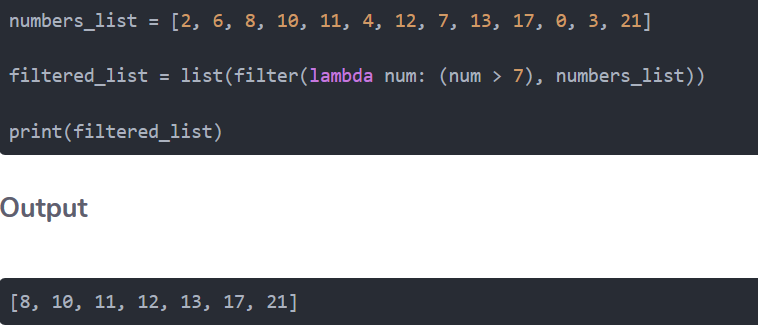 numbers_list = [2, 6, 8, 10, 11, 4, 12, 7, 13, 17, 0, 3, 21]
filtered_list = list(filter(lambda num: (num > 7), numbers_list))
print(filtered_list)
Output
[8, 10, 11, 12, 13, 17, 21]